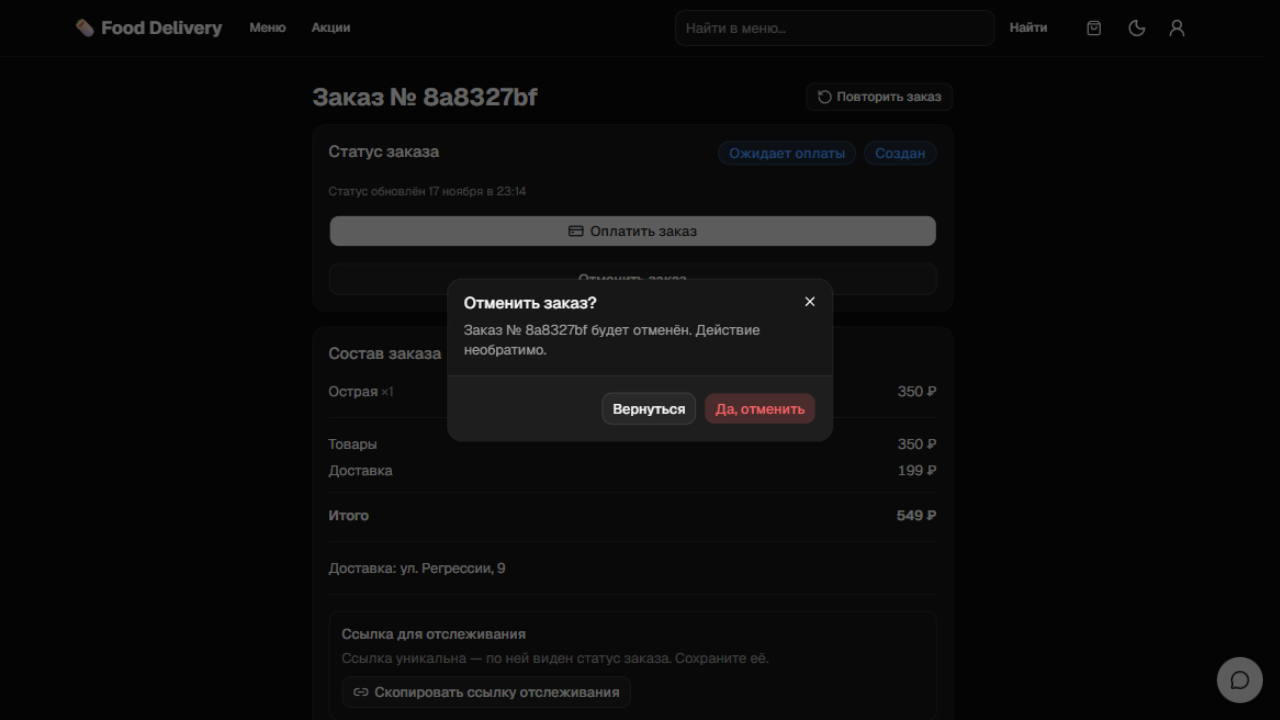 Food Delivery
Меню
Акции
Найти в меню...
Найти
Заказ № 8a8327bf
Повторить заказ
Статус заказа
Ожидает оплаты
Создан
Статус обновлён 17 ноября в 23:14
Оплатить заказ
Отменить заказ
Отменить заказ?
Заказ № 8a8327bf будет отменён. Действие
необратимо.
Вернуться
Да, отменить
Состав заказа
Острая ×1
350 ₽
Товары
350 ₽
Доставка
199 ₽
Итого
549 ₽
Доставка: ул. Регрессии, 9
Ссылка для отслеживания
Ссылка уникальна — по ней виден статус заказа. Сохраните её.
Скопировать ссылку отслеживания